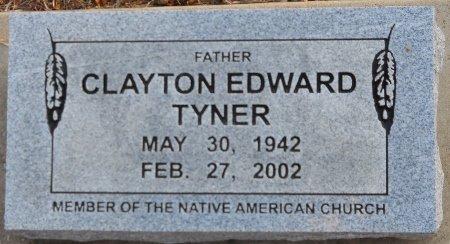 FATHER
CLAYTON EDWARD
TYNER
MAY 30, 1942
FEB. 27, 2002
MEMBER OF THE NATIVE AMERICAN CHURCH